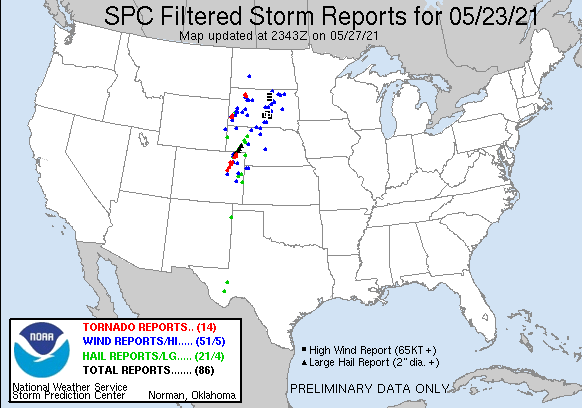 SPC Filtered Storm Reports for 05/23/21
Map updated at 2343Z on 05/27/21
TORNADO REPORTS.. (14)
WIND REPORTS/HI..... (51/5)
HAIL REPORTS/LG..... (21/4)
TOTAL REPORTS....... (86)
NOAA
National Weather Service
Storm Prediction Center Norman, Oklahoma
High Wind Report (65KT +)
Large Hail Report (2" dia. +)
PRELIMINARY DATA ONLY